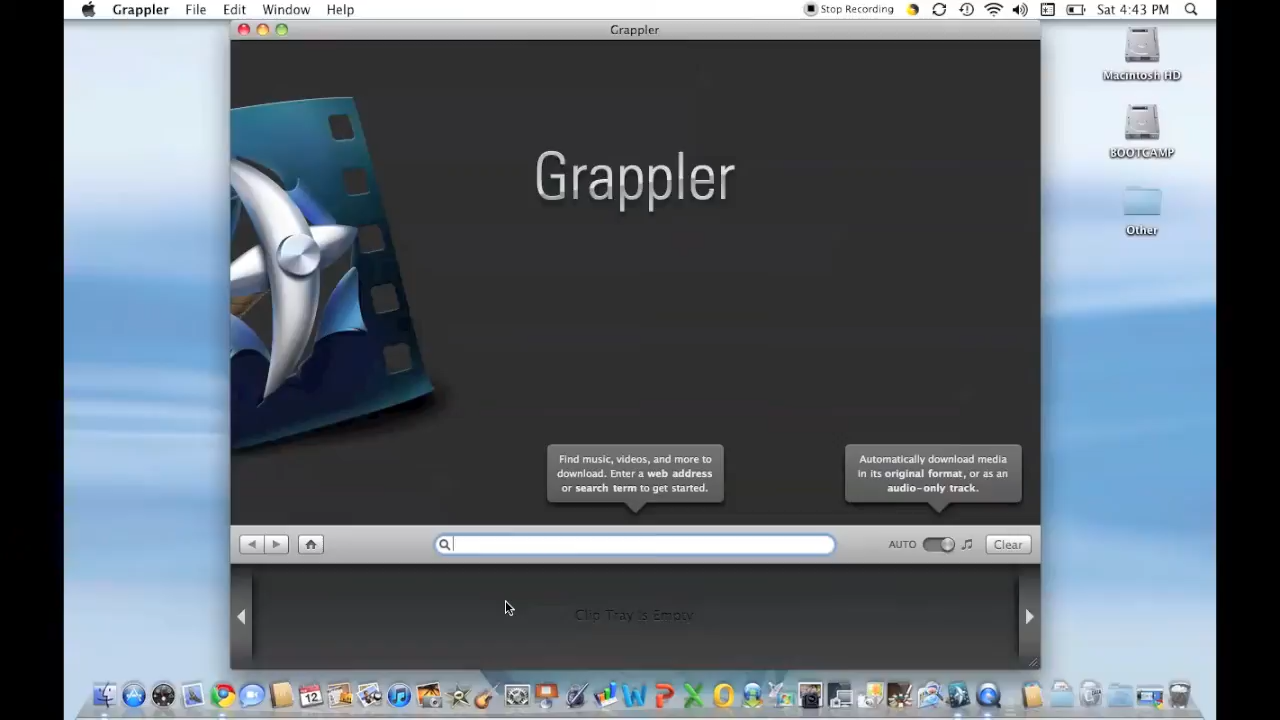 Grappler File Edit Window Help Stop Recording Sat 4:43 PM
Grappler
Macintosh HD
BOOTCAMP
Other
Grappler
Find music, videos, and more to
download. Enter a web address
or search term to get started.
Automatically download media
in its original format, or as an
audio-only track.
AUTO
Clear
Clip Tray Is Empty
12